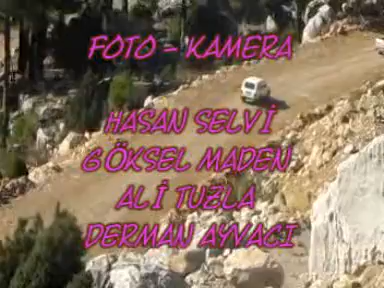 FOTO - KAMERA
HASAN SELVİ
GÖKSEL MADEN
ALİ TUZLA
DERMAN AYVACI